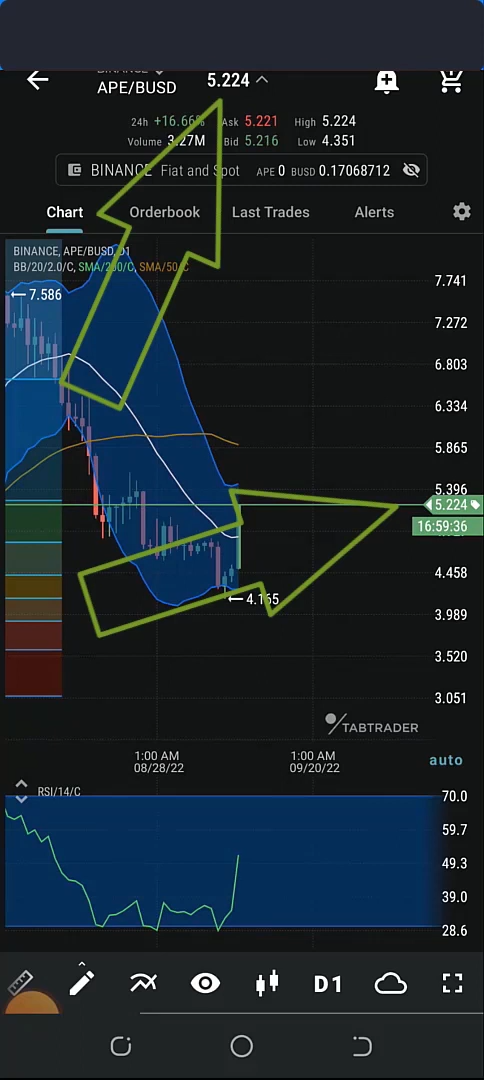 APE/BUSD
5.224
24h +16.66% Ask 5.221 High 5.224
Volume 3.27M Bid 5.216 Low 4.351
BINANCE Fiat and Spot APE 0 BUSD 0.17068712
Chart Orderbook Last Trades Alerts
BINANCE, APE/BUSD, D1
BB/20/2.0/C, SMA/200/C, SMA/50/C
7.741
7.586
7.272
6.803
6.334
5.865
5.396
5.224
16:59:36
4.458
4.165
3.989
3.520
3.051
TABTRADER
1:00 AM 1:00 AM
08/28/22 09/20/22
auto
RSI/14/C
70.0
59.7
49.3
39.0
28.6
D1